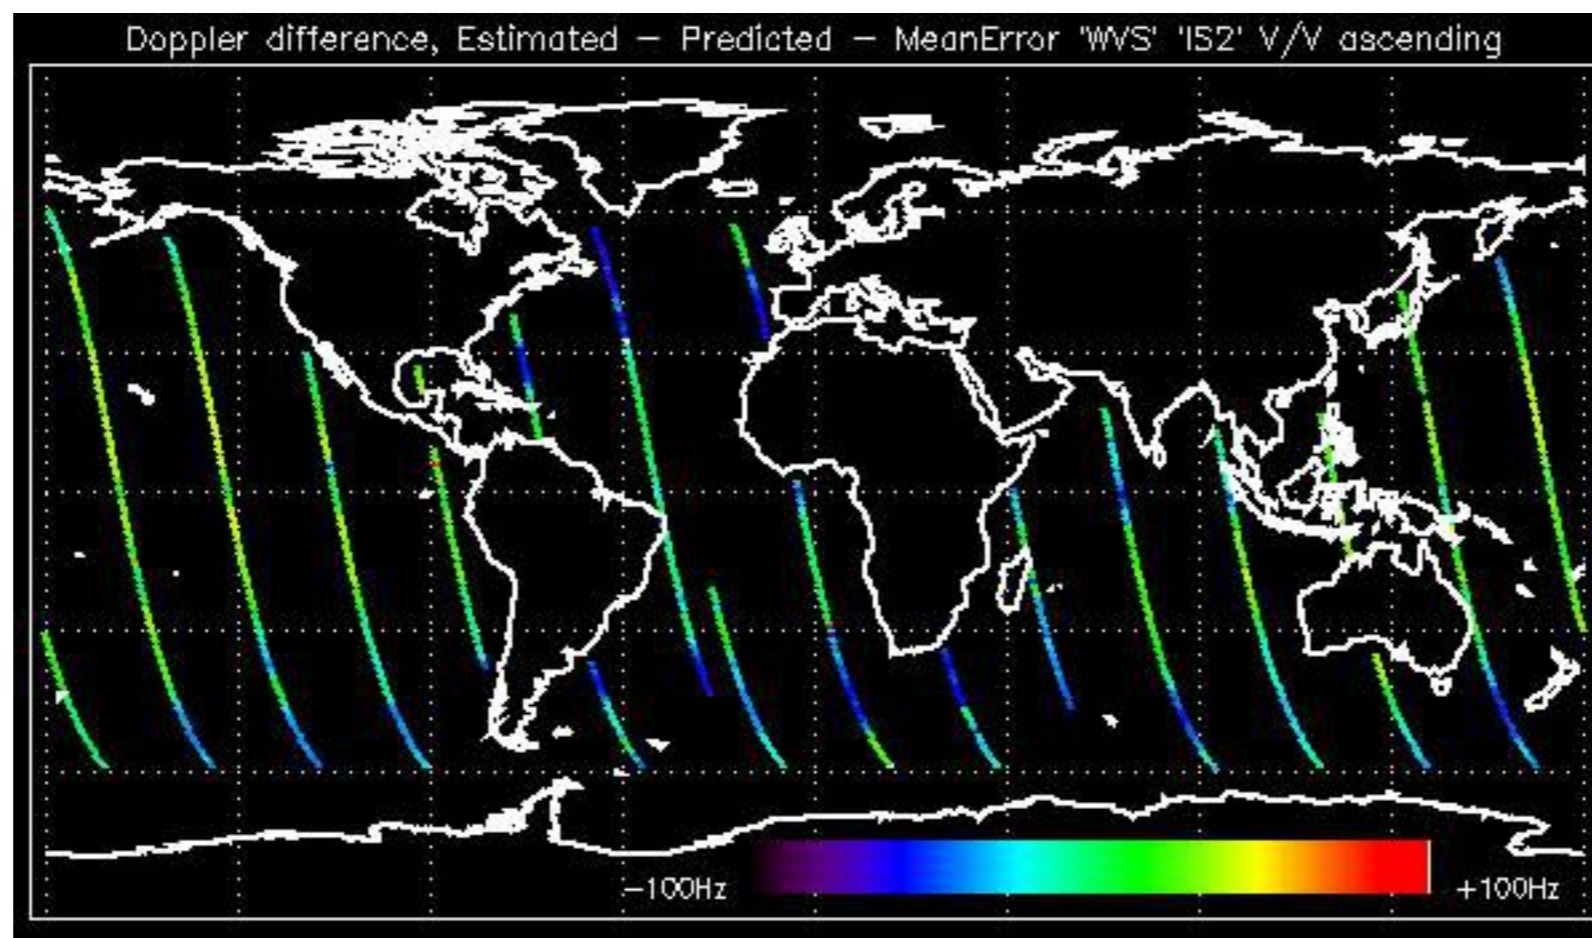 Doppler difference, Estimated − Predicted − MeanError 'WVS' 'IS2' V/V ascending
−100Hz
+100Hz